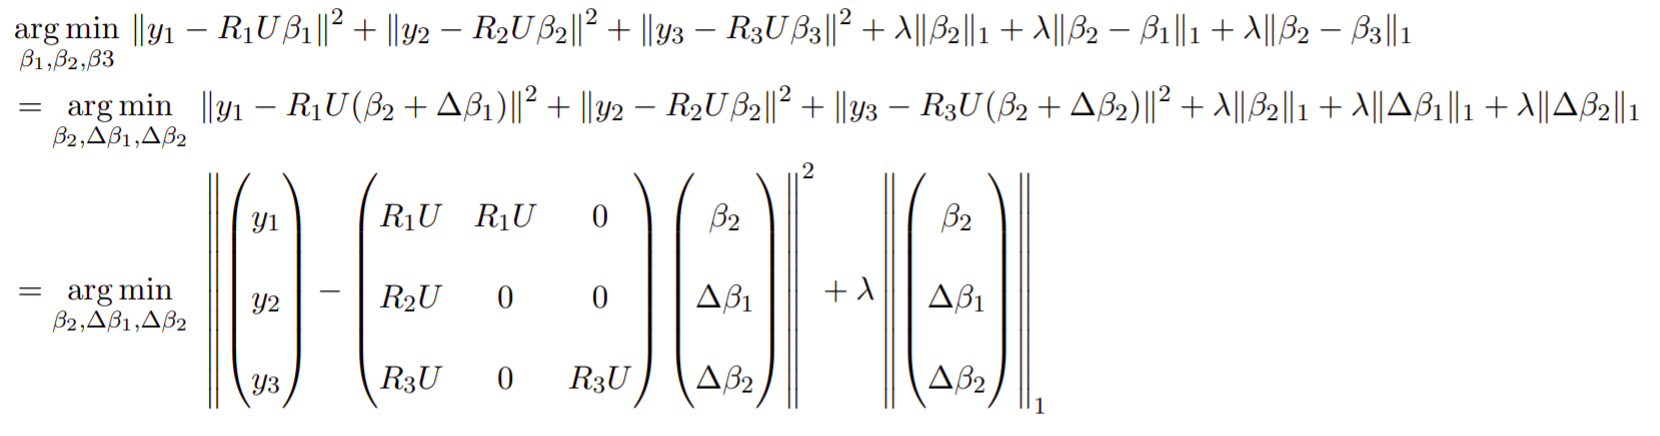 arg min ‖y₁ − R₁Uβ₁‖² + ‖y₂ − R₂Uβ₂‖² + ‖y₃ − R₃Uβ₃‖² + λ‖β₂‖₁ + λ‖β₂ − β₁‖₁ + λ‖β₂ − β₃‖₁
β₁,β₂,β3
= arg min ‖y₁ − R₁U(β₂ + Δβ₁)‖² + ‖y₂ − R₂Uβ₂‖² + ‖y₃ − R₃U(β₂ + Δβ₂)‖² + λ‖β₂‖₁ + λ‖Δβ₁‖₁ + λ‖Δβ₂‖₁
β₂,Δβ₁,Δβ₂
= arg min ‖ ( y₁ y₂ y₃ ) − ( R₁U R₁U 0 R₂U 0 0 R₃U 0 R₃U ) ( β₂ Δβ₁ Δβ₂ ) ‖² + λ ‖ ( β₂ Δβ₁ Δβ₂ ) ‖₁
β₂,Δβ₁,Δβ₂